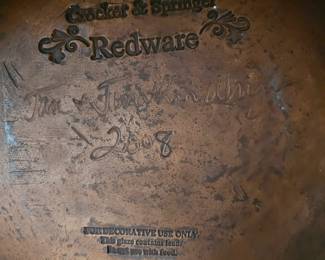 Crocker & Springer
Redware
2008
FOR DECORATIVE USE ONLY
This glaze contains lead.
Do not use with food.